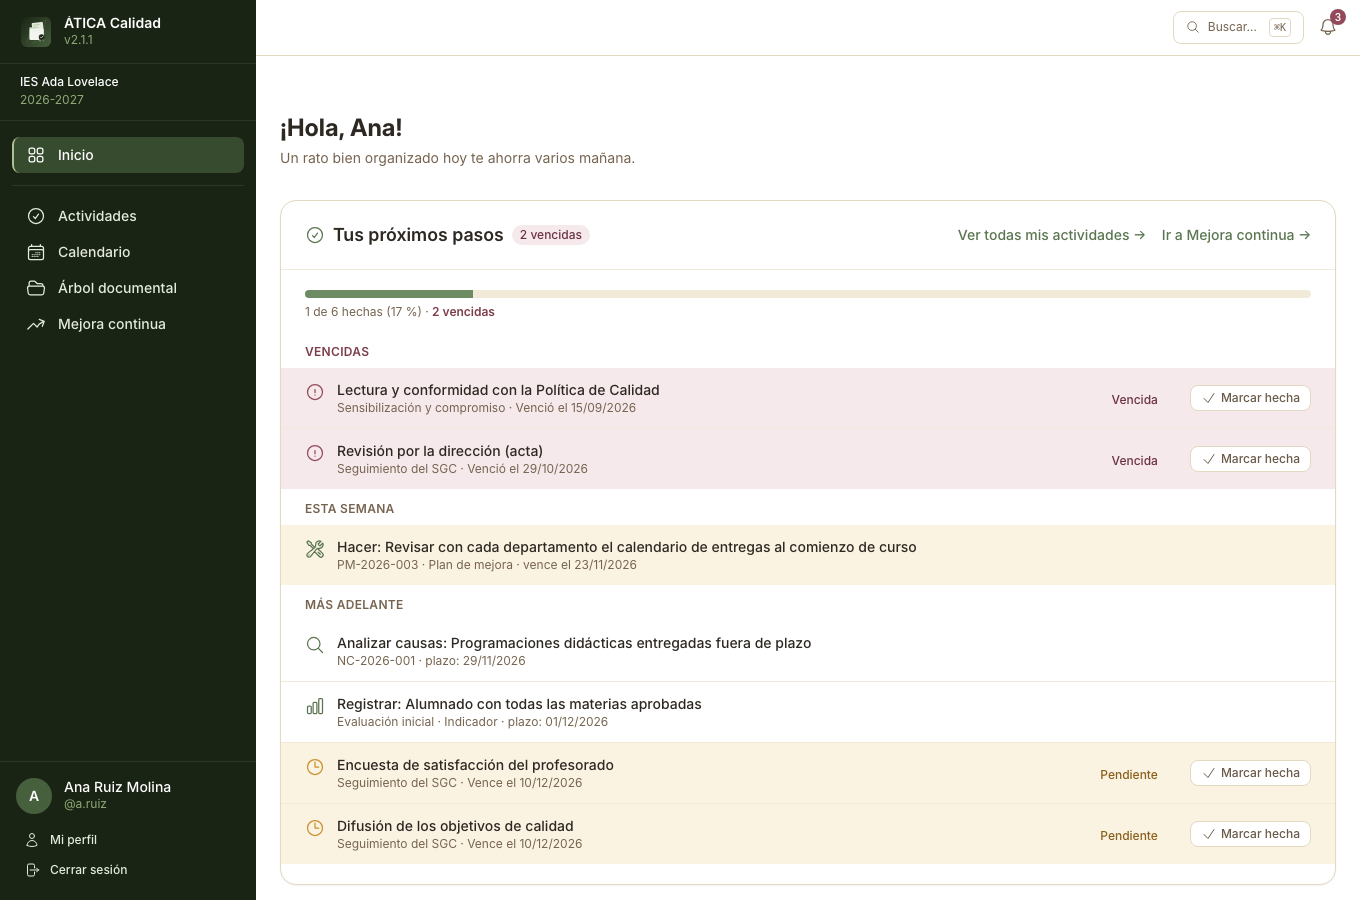 ÁTICA Calidad
v2.1.1
IES Ada Lovelace
2026-2027
Inicio
Actividades
Calendario
Árbol documental
Mejora continua
Ana Ruiz Molina
A
@a.ruiz
Mi perfil
Cerrar sesión
Buscar...
⌘K
3
¡Hola, Ana!
Un rato bien organizado hoy te ahorra varios mañana.
Tus próximos pasos
2 vencidas
Ver todas mis actividades →
Ir a Mejora continua →
1 de 6 hechas (17 %) · 2 vencidas
VENCIDAS
Lectura y conformidad con la Política de Calidad
Sensibilización y compromiso · Venció el 15/09/2026
Vencida
Marcar hecha
Revisión por la dirección (acta)
Seguimiento del SGC · Venció el 29/10/2026
Vencida
Marcar hecha
ESTA SEMANA
Hacer: Revisar con cada departamento el calendario de entregas al comienzo de curso
PM-2026-003 · Plan de mejora · vence el 23/11/2026
MÁS ADELANTE
Analizar causas: Programaciones didácticas entregadas fuera de plazo
NC-2026-001 · plazo: 29/11/2026
Registrar: Alumnado con todas las materias aprobadas
Evaluación inicial · Indicador · plazo: 01/12/2026
Encuesta de satisfacción del profesorado
Seguimiento del SGC · Vence el 10/12/2026
Pendiente
Marcar hecha
Difusión de los objetivos de calidad
Seguimiento del SGC · Vence el 10/12/2026
Pendiente
Marcar hecha